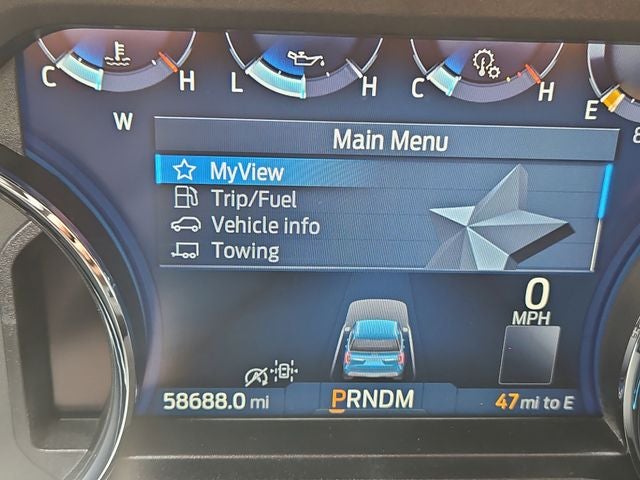 C H L H C H E
W
Main Menu
MyView
Trip/Fuel
Vehicle info
Towing
0
MPH
58688.0 mi PRNDM 47 mi to E